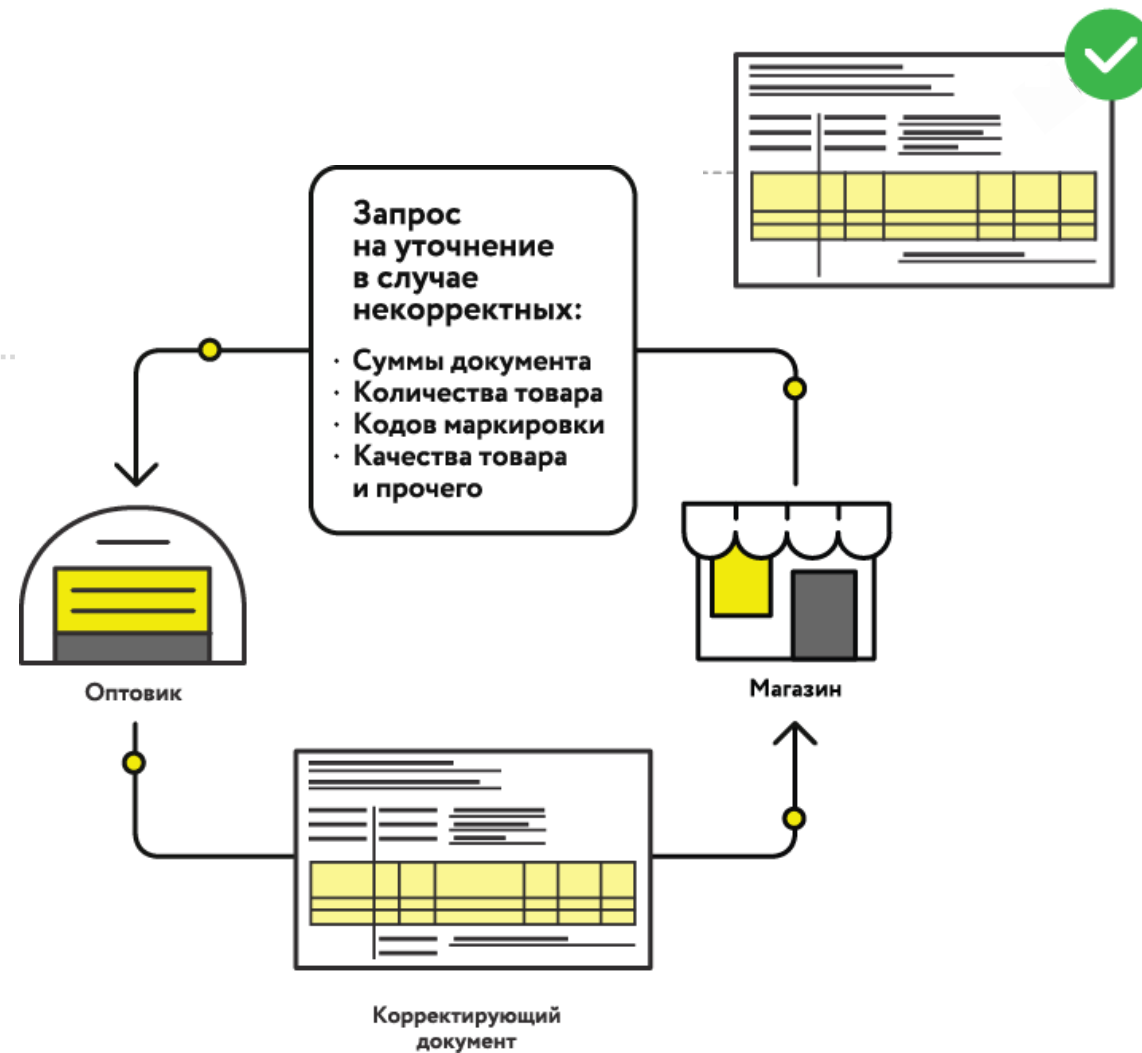 Запрос
на уточнение
в случае
некорректных:
· Суммы документа
· Количества товара
· Кодов маркировки
· Качества товара
и прочего
Оптовик
Магазин
Корректирующий
документ